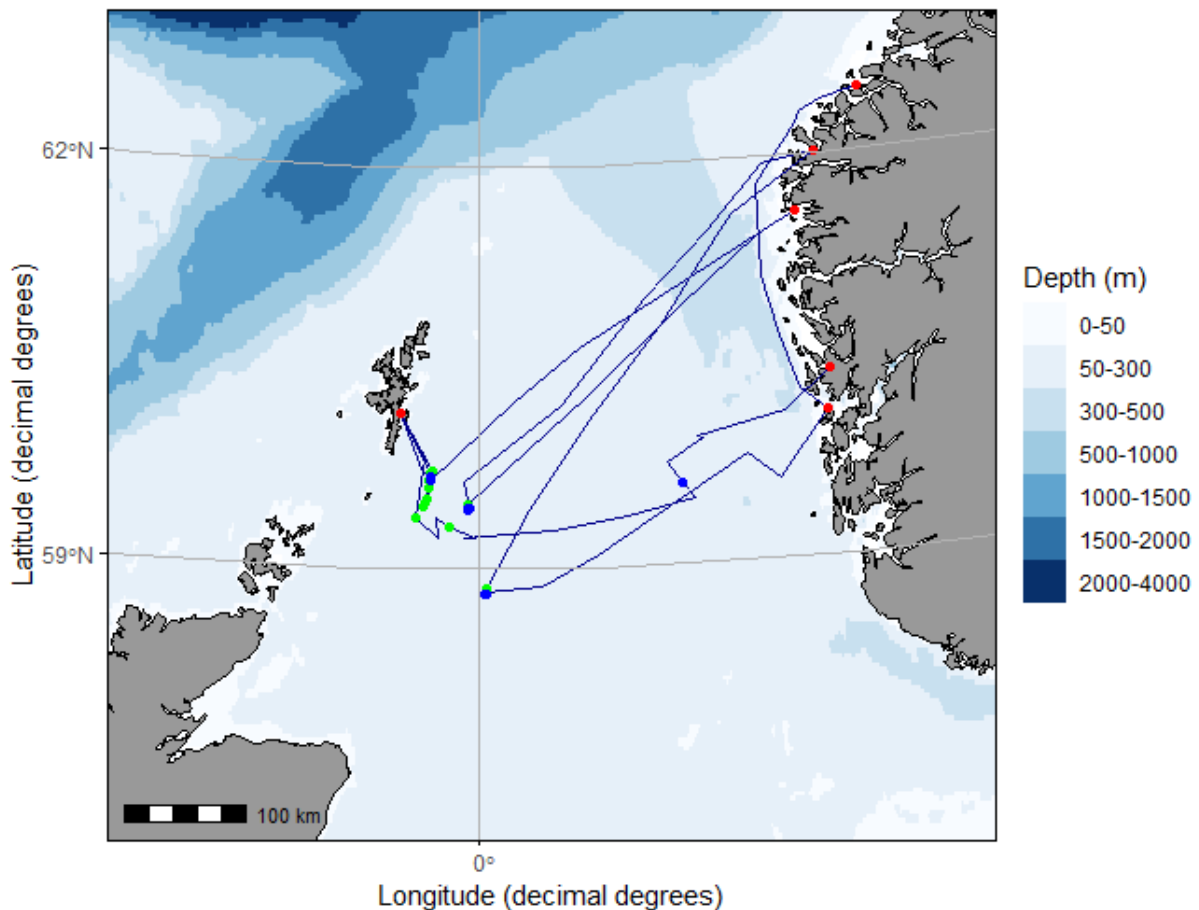 62°N
59°N
0°
Latitude (decimal degrees)
Longitude (decimal degrees)
100 km
Depth (m)
0-50
50-300
300-500
500-1000
1000-1500
1500-2000
2000-4000